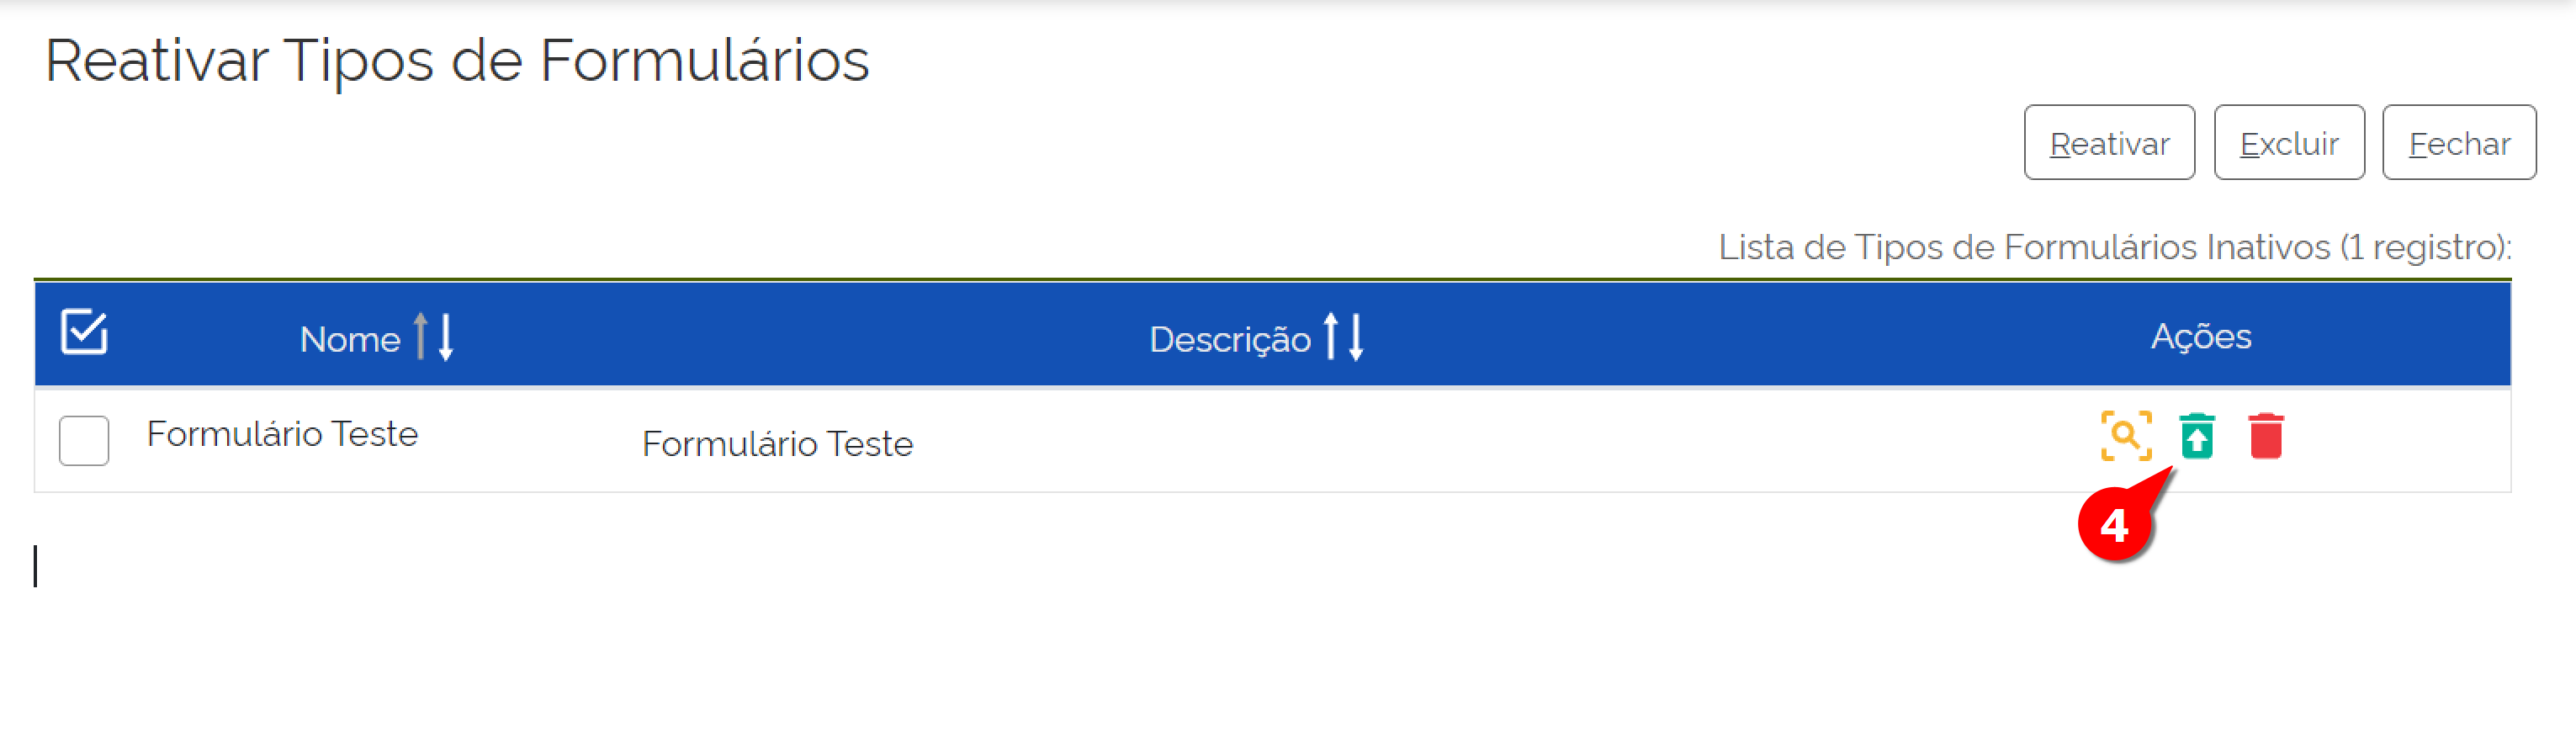 Reativar Tipos de Formulários
Reativar Excluir Fechar
Lista de Tipos de Formulários Inativos (1 registro):
Nome Descrição Ações
Formulário Teste Formulário Teste
4